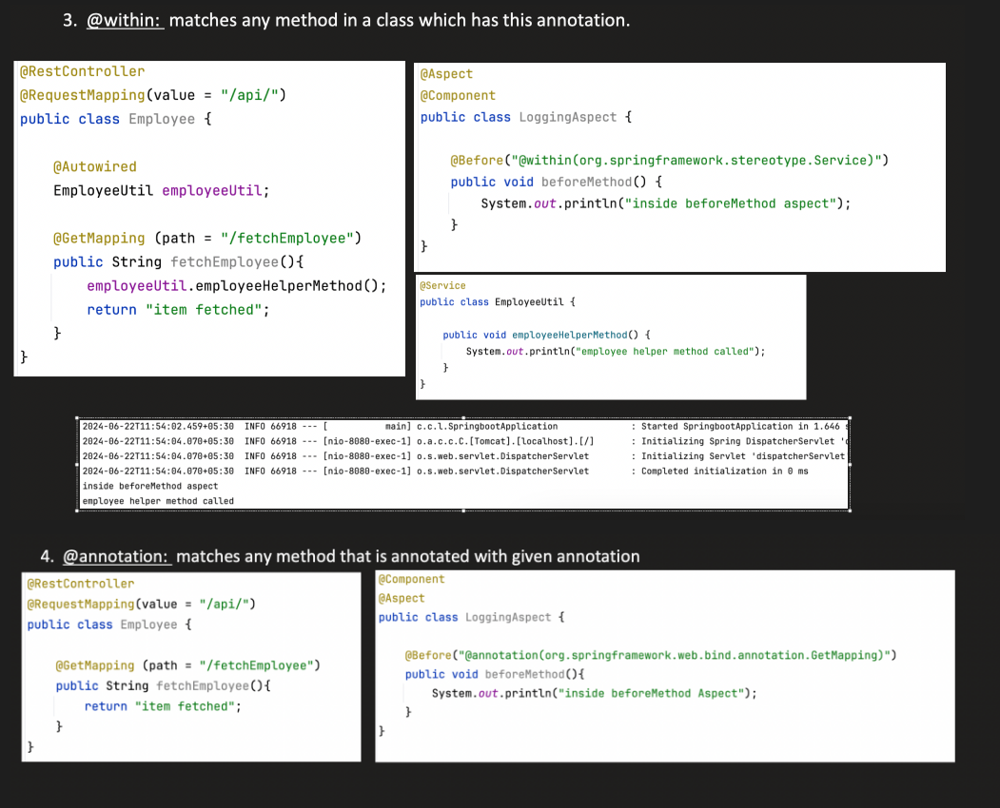 3. @within: matches any method in a class which has this annotation.
@RestController
@RequestMapping(value = "/api/")
public class Employee {
@Autowired
EmployeeUtil employeeUtil;
@GetMapping (path = "/fetchEmployee")
public String fetchEmployee(){
employeeUtil.employeeHelperMethod();
return "item fetched";
}
}
@Aspect
@Component
public class LoggingAspect {
@Before("@within(org.springframework.stereotype.Service)")
public void beforeMethod() {
System.out.println("inside beforeMethod aspect");
}
}
@Service
public class EmployeeUtil {
public void employeeHelperMethod() {
System.out.println("employee helper method called");
}
}
2024-06-22T11:54:02.459+05:30 INFO 66918 --- [ main] c.c.l.SpringbootApplication : Started SpringbootApplication in 1.646
2024-06-22T11:54:04.070+05:30 INFO 66918 --- [nio-8080-exec-1] o.a.c.c.C.[Tomcat].[localhost].[/] : Initializing Spring DispatcherServlet '
2024-06-22T11:54:04.070+05:30 INFO 66918 --- [nio-8080-exec-1] o.s.web.servlet.DispatcherServlet : Initializing Servlet 'dispatcherServlet
2024-06-22T11:54:04.070+05:30 INFO 66918 --- [nio-8080-exec-1] o.s.web.servlet.DispatcherServlet : Completed initialization in 0 ms
inside beforeMethod aspect
employee helper method called
4. @annotation: matches any method that is annotated with given annotation
@RestController
@RequestMapping(value = "/api/")
public class Employee {
@GetMapping (path = "/fetchEmployee")
public String fetchEmployee(){
return "item fetched";
}
}
@Component
@Aspect
public class LoggingAspect {
@Before("@annotation(org.springframework.web.bind.annotation.GetMapping)")
public void beforeMethod(){
System.out.println("inside beforeMethod Aspect");
}
}